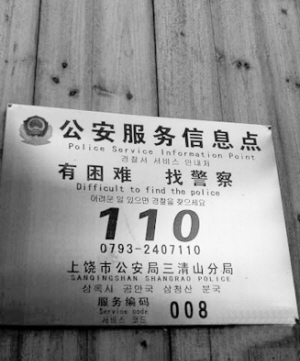 公安服务信息点
Police Service Information Point
경찰서 서비스 안내처
有困难 找警察
Difficult to find the police
어려운 일 있으면 경찰을 찾으세요
110
0793-2407110
上饶市公安局三清山分局
SANQINGSHAN SHANGRAO POLICE
상요시 공안국 삼청산 분국
服务编码
Service code
서비스 코드
008